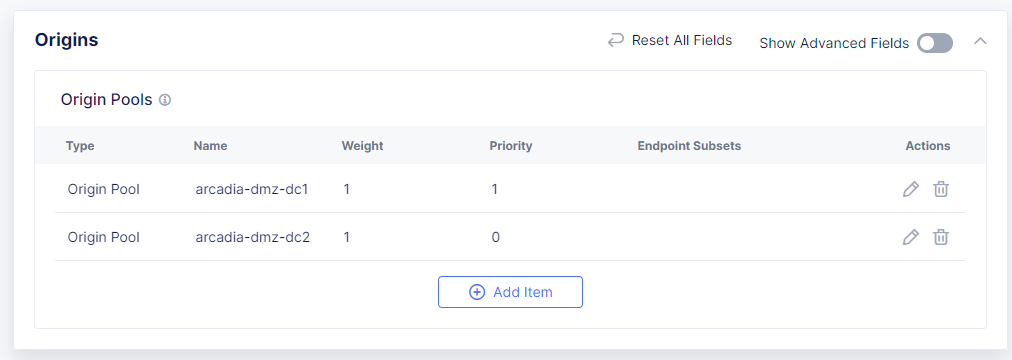 Origins
Reset All Fields
Show Advanced Fields
Origin Pools
Type Name Weight Priority Endpoint Subsets Actions
Origin Pool arcadia-dmz-dc1 1 1
Origin Pool arcadia-dmz-dc2 1 0
Add Item